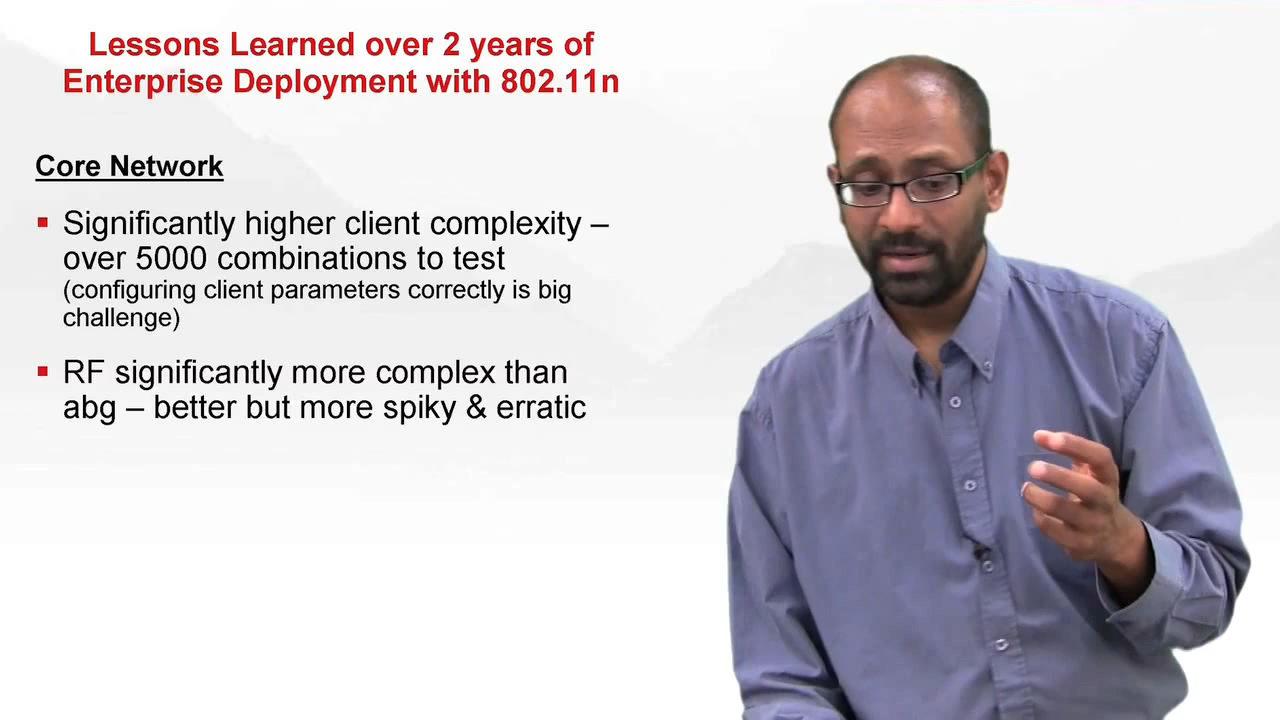 Lessons Learned over 2 years of
Enterprise Deployment with 802.11n
Core Network
▪ Significantly higher client complexity –
over 5000 combinations to test
(configuring client parameters correctly is big
challenge)
▪ RF significantly more complex than
abg – better but more spiky & erratic